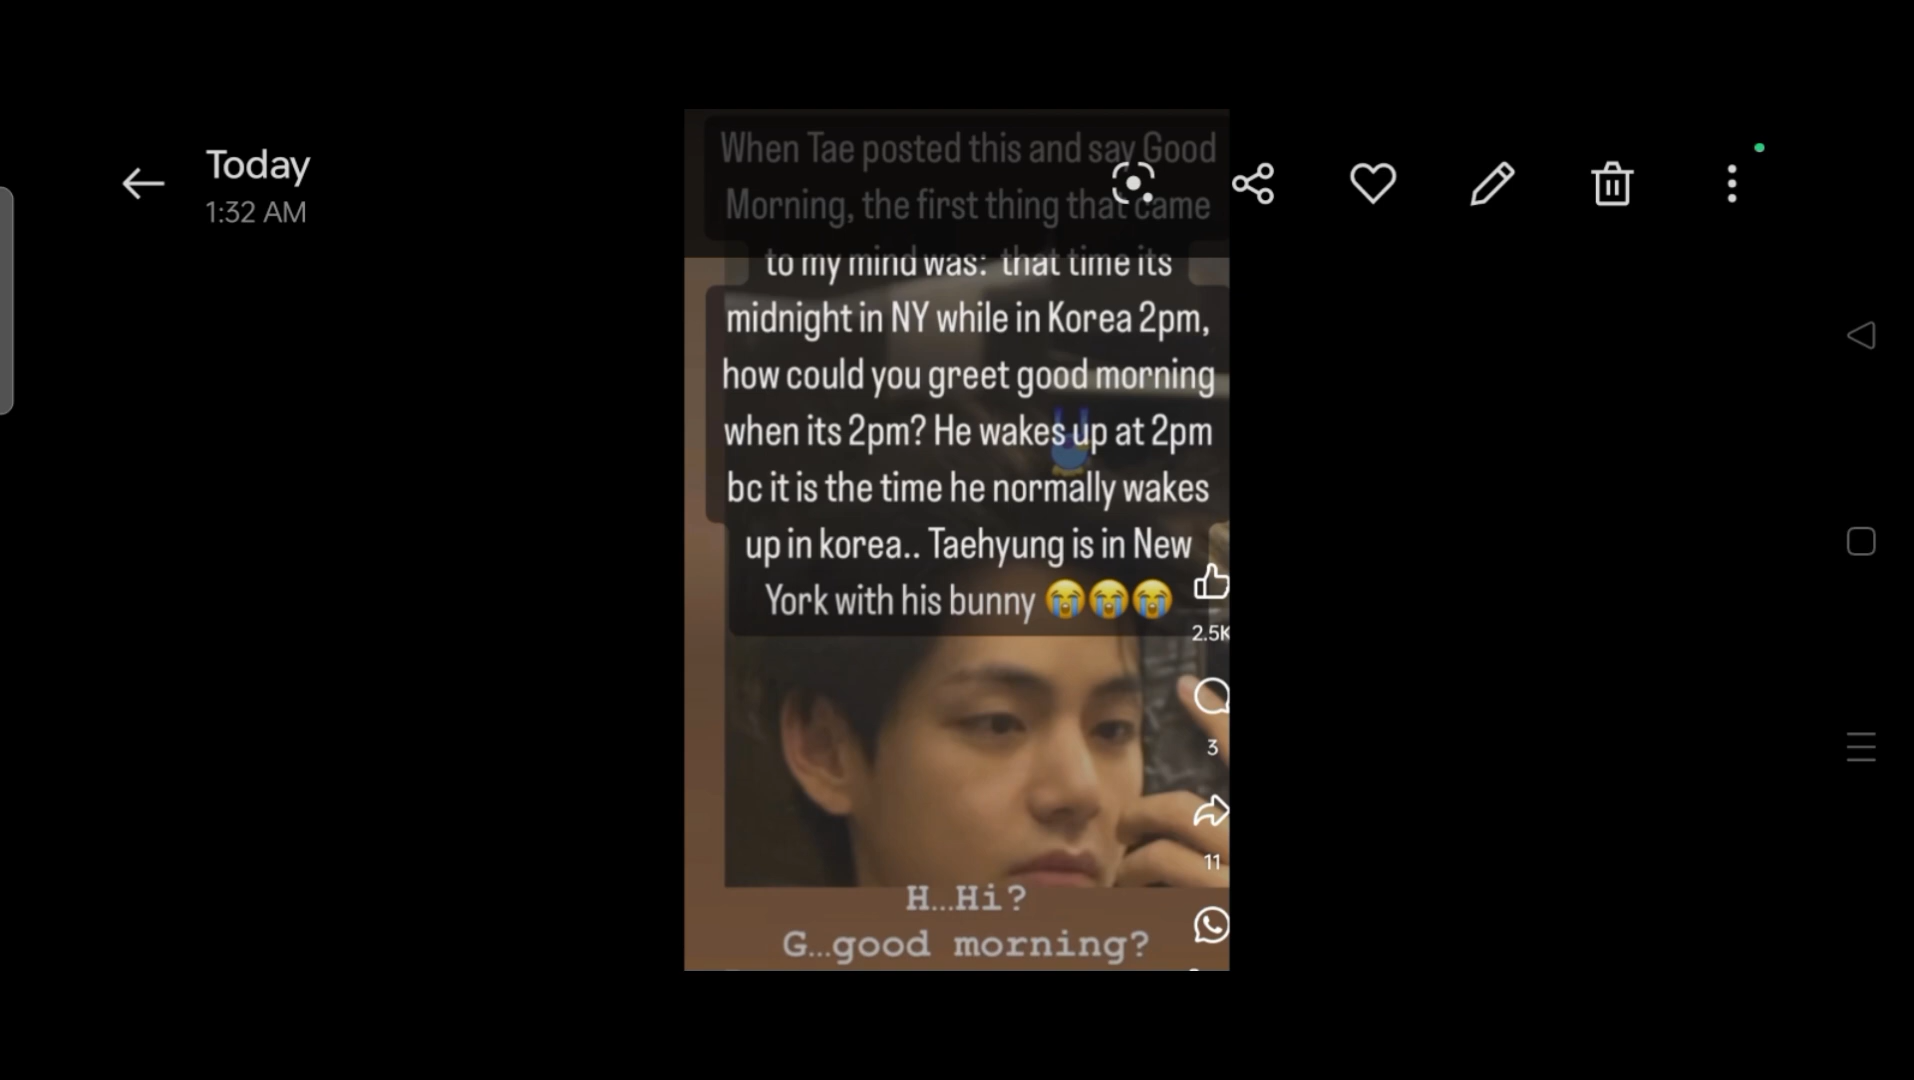 Today
1:32 AM
When Tae posted this and say Good
Morning, the first thing that came
to my mind was: that time its
midnight in NY while in Korea 2pm,
how could you greet good morning
when its 2pm? He wakes up at 2pm
bc it is the time he normally wakes
up in korea.. Taehyung is in New
York with his bunny 😭😭😭
2.5K
3
11
H...Hi?
G...good morning?